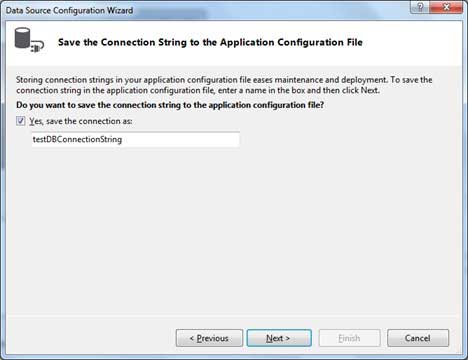 Data Source Configuration Wizard
?
Save the Connection String to the Application Configuration File
Storing connection strings in your application configuration file eases maintenance and deployment. To save the
connection string in the application configuration file, enter a name in the box and then click Next.
Do you want to save the connection string to the application configuration file?
Yes, save the connection as:
testDBConnectionString
< Previous
Next >
Finish
Cancel